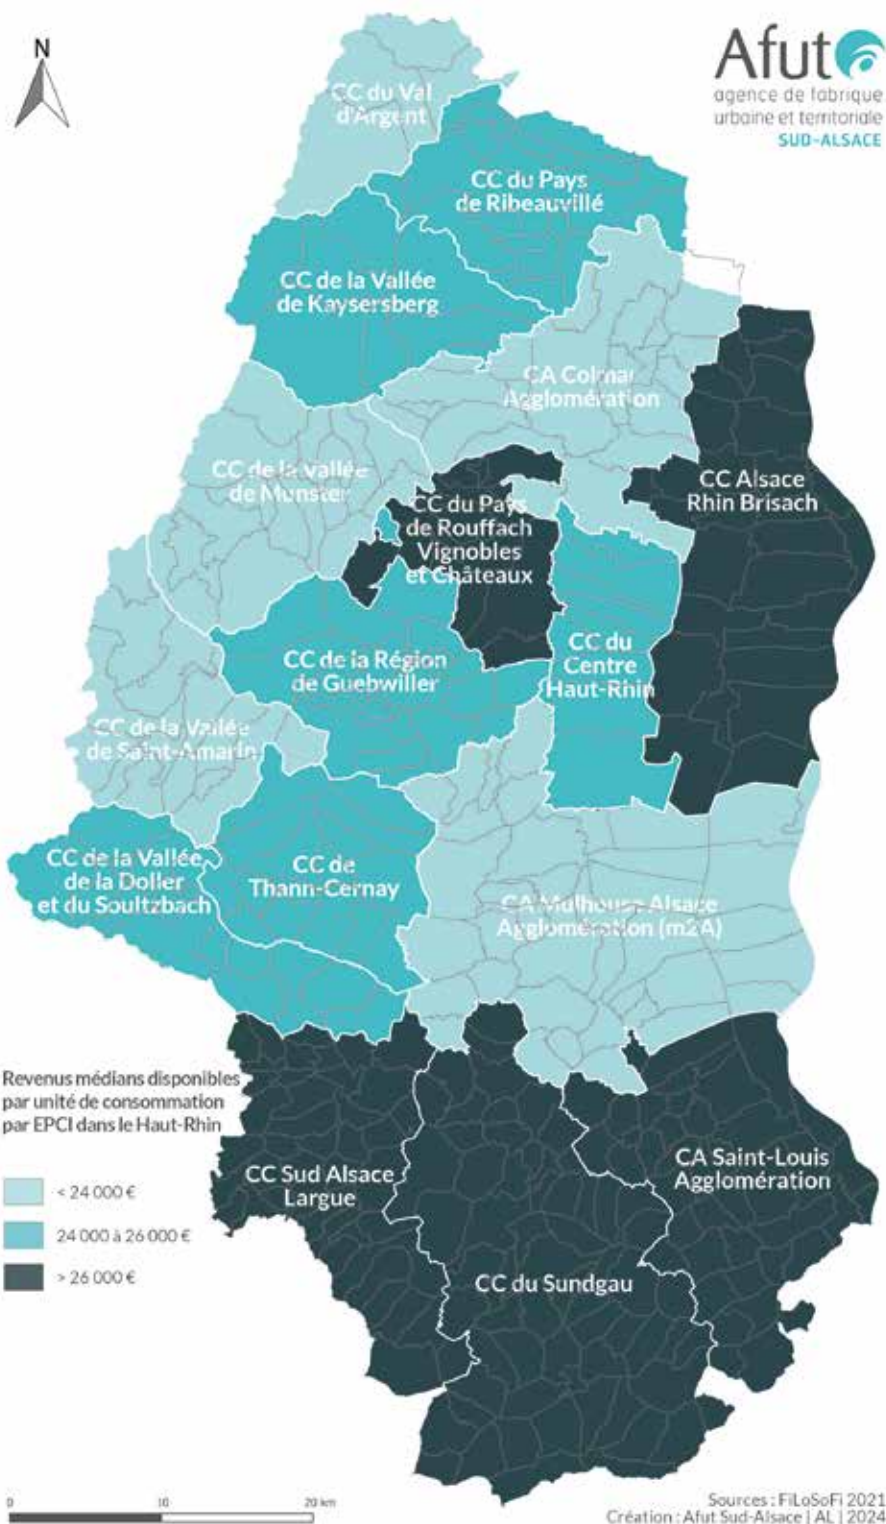 N
Afut
agence de fabrique
urbaine et territoriale
SUD-ALSACE
CC du Val
d'Argent
CC du Pays
de Ribeauvillé
CC de la Vallée
de Kaysersberg
CA Colmar
Agglomération
CC de la vallée
de Munster
CC Alsace
Rhin Brisach
CC du Pays
de Rouffach
Vignobles
et Châteaux
CC du
Centre
Haut-Rhin
CC de la Région
de Guebwiller
CC de la Vallée
de Saint-Amarin
CC de la Vallée
de la Doller
et du Soultzbach
CC de
Thann-Cernay
CA Mulhouse Alsace
Agglomération (m2A)
Revenus médians disponibles
par unité de consommation
par EPCI dans le Haut-Rhin
< 24 000 €
24 000 à 26 000 €
> 26 000 €
CC Sud Alsace
Largue
CA Saint-Louis
Agglomération
CC du Sundgau
0 10 20 km
Sources : FiLoSoFi 2021
Création : Afut Sud-Alsace | AL | 2024